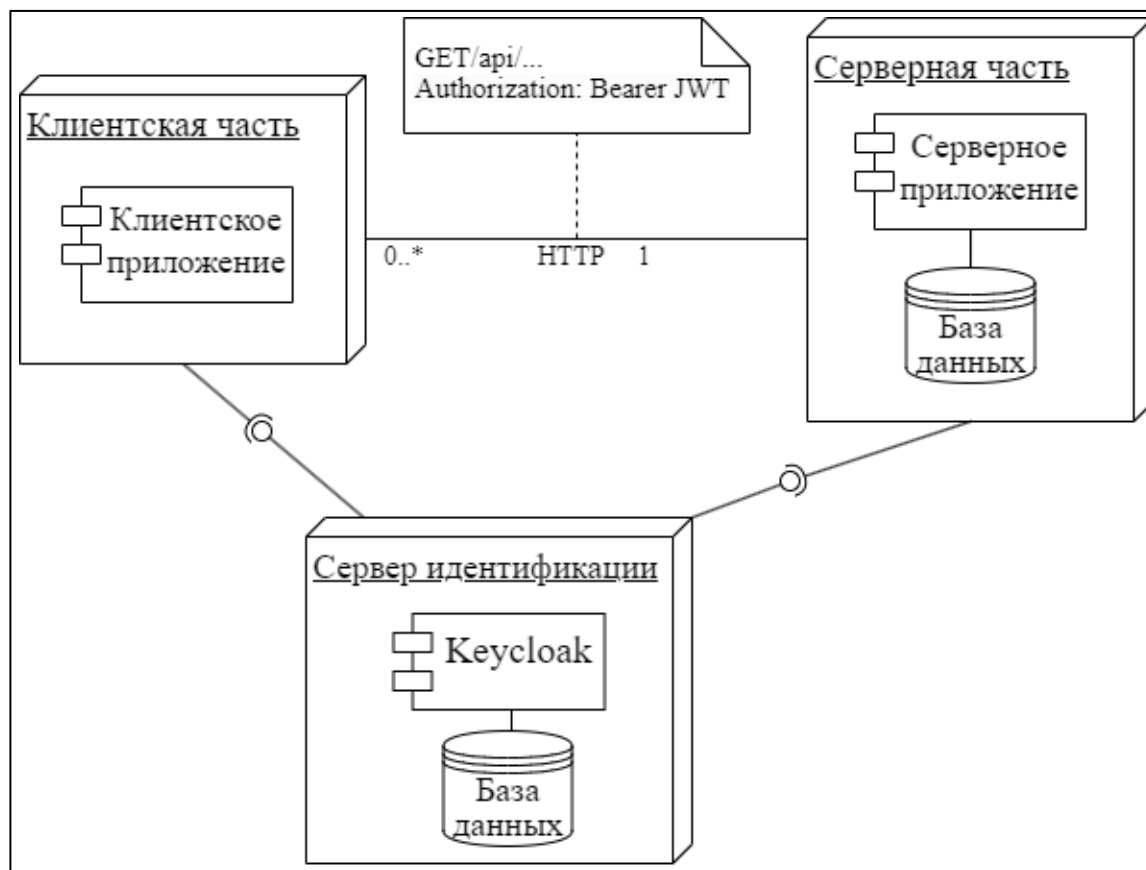 GET/api/...
Authorization: Bearer JWT
Клиентская часть
Клиентское
приложение
0..*
HTTP
1
Серверная часть
Серверное
приложение
База
данных
Сервер идентификации
Keycloak
База
данных